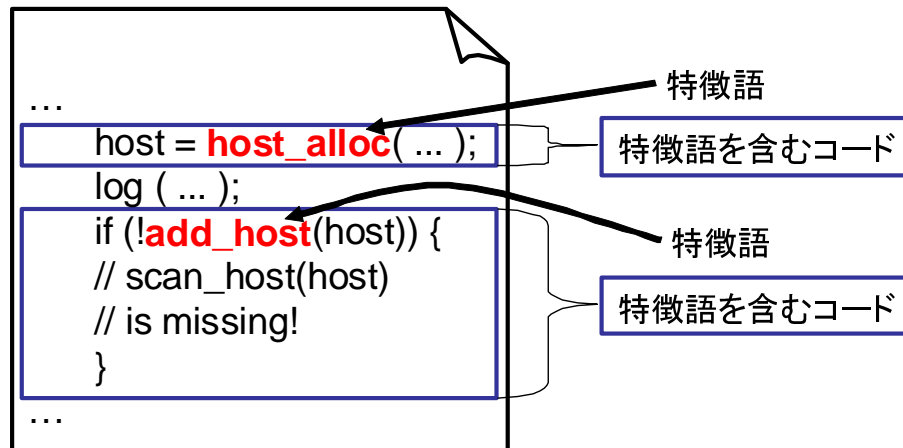 特徴語
…
host = host_alloc( ... );
特徴語を含むコード
log ( ... );
if (!add_host(host)) {
特徴語
// scan_host(host)
// is missing!
特徴語を含むコード
}
…